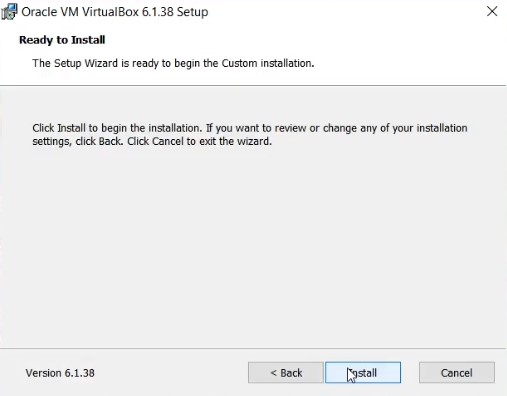 Oracle VM VirtualBox 6.1.38 Setup
Ready to Install
The Setup Wizard is ready to begin the Custom installation.
Click Install to begin the installation. If you want to review or change any of your installation
settings, click Back. Click Cancel to exit the wizard.
Version 6.1.38
< Back
Install
Cancel